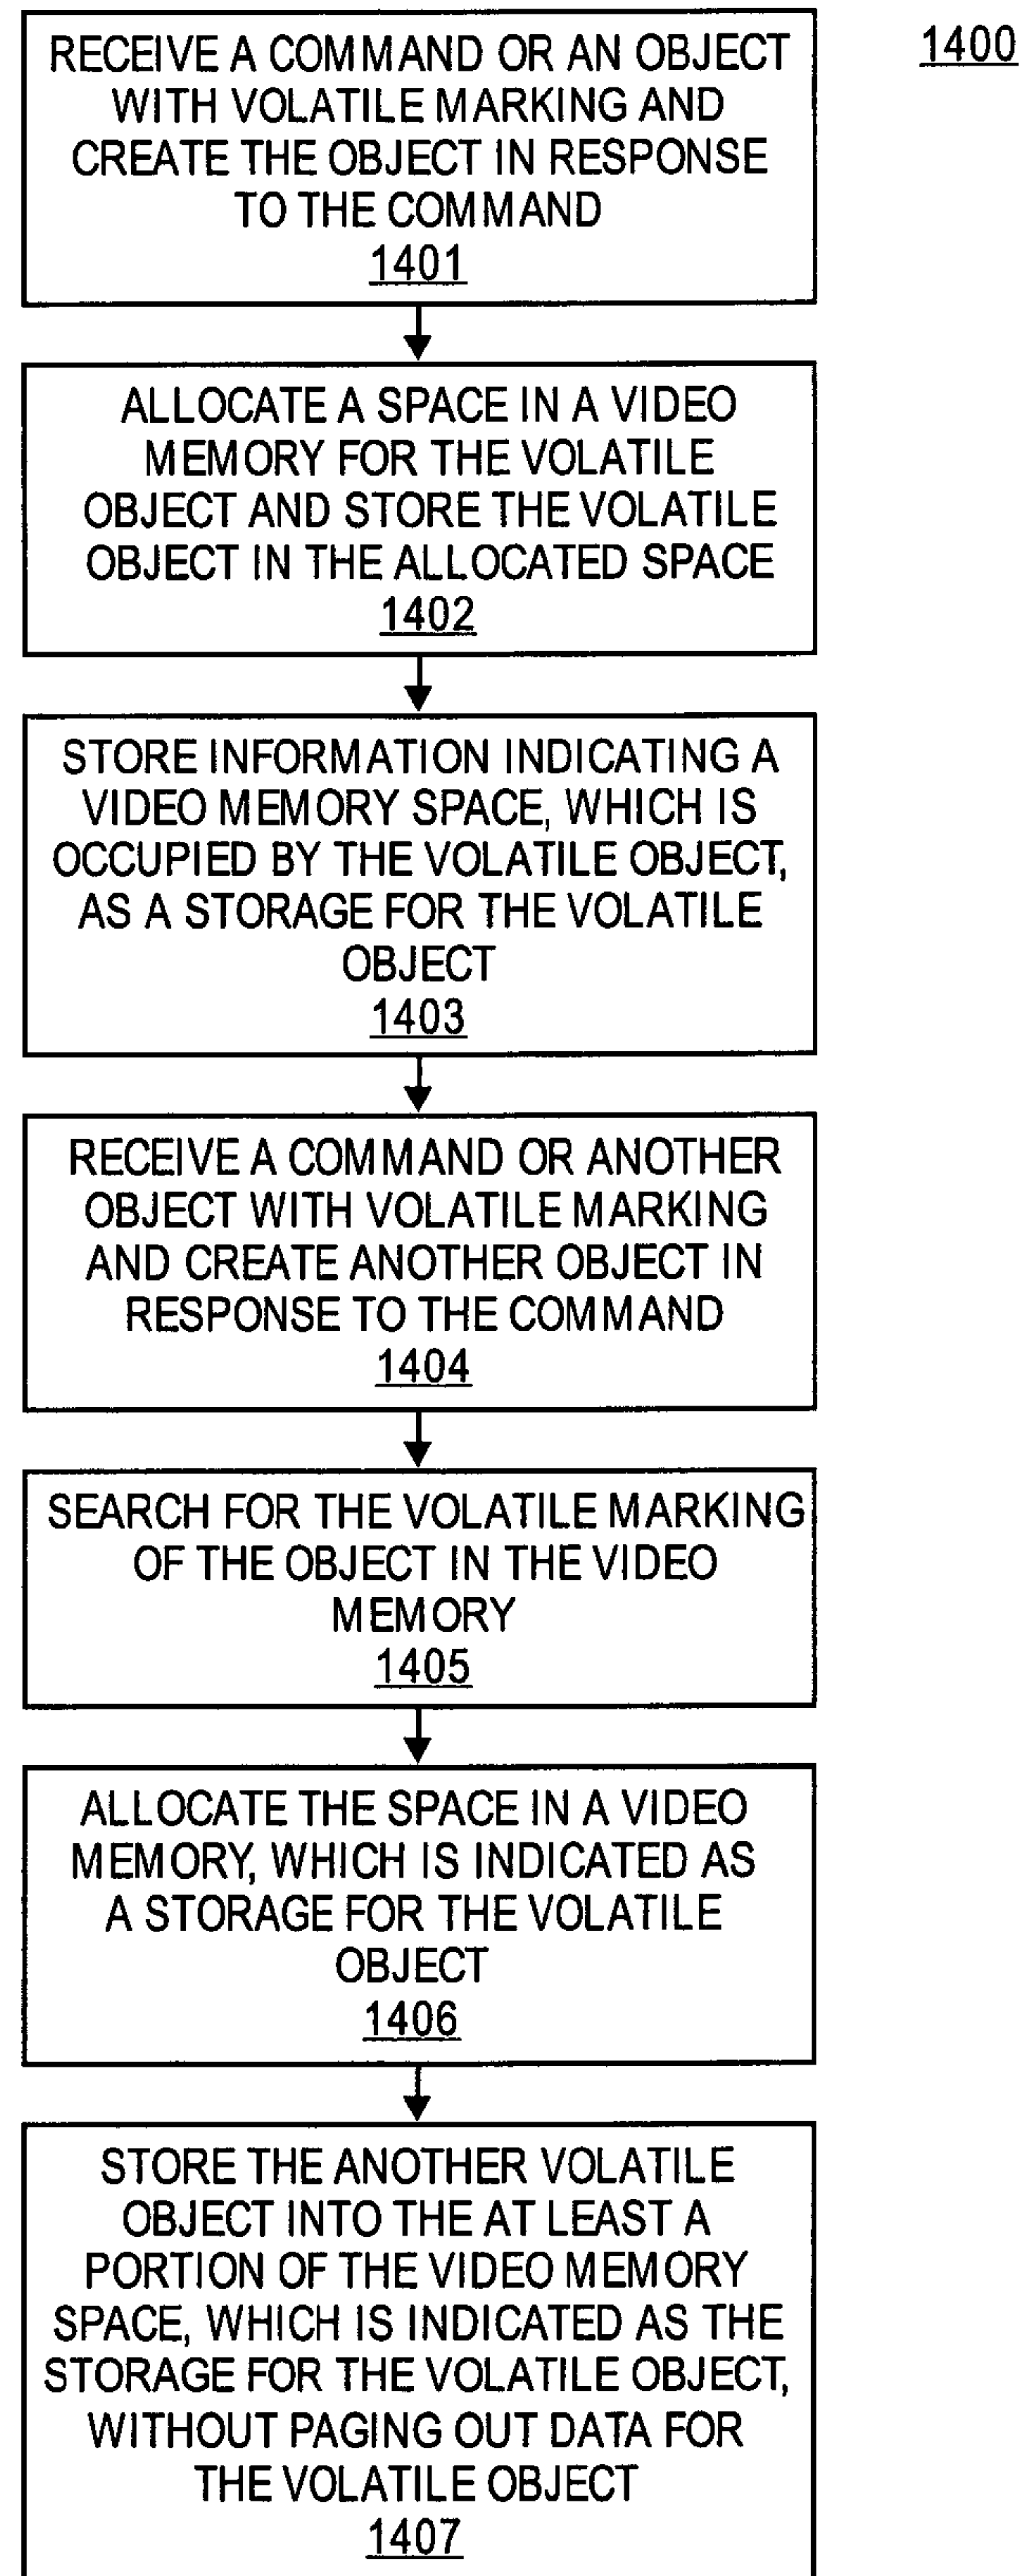 1400
RECEIVE A COMMAND OR AN OBJECT
WITH VOLATILE MARKING AND
CREATE THE OBJECT IN RESPONSE
TO THE COMMAND
1401
ALLOCATE A SPACE IN A VIDEO
MEMORY FOR THE VOLATILE
OBJECT AND STORE THE VOLATILE
OBJECT IN THE ALLOCATED SPACE
1402
STORE INFORMATION INDICATING A
VIDEO MEMORY SPACE, WHICH IS
OCCUPIED BY THE VOLATILE OBJECT,
AS A STORAGE FOR THE VOLATILE
OBJECT
1403
RECEIVE A COMMAND OR ANOTHER
OBJECT WITH VOLATILE MARKING
AND CREATE ANOTHER OBJECT IN
RESPONSE TO THE COMMAND
1404
SEARCH FOR THE VOLATILE MARKING
OF THE OBJECT IN THE VIDEO
MEMORY
1405
ALLOCATE THE SPACE IN A VIDEO
MEMORY, WHICH IS INDICATED AS
A STORAGE FOR THE VOLATILE
OBJECT
1406
STORE THE ANOTHER VOLATILE
OBJECT INTO THE AT LEAST A
PORTION OF THE VIDEO MEMORY
SPACE, WHICH IS INDICATED AS THE
STORAGE FOR THE VOLATILE OBJECT,
WITHOUT PAGING OUT DATA FOR
THE VOLATILE OBJECT
1407